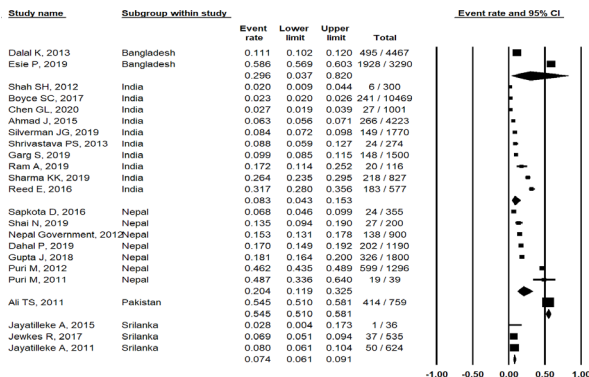 Study name Subgroup within study Event rate and 95% CI
Event Lower Upper
rate limit limit Total
Dalal K, 2013 Bangladesh 0.111 0.102 0.120 495 / 4467
Esie P, 2019 Bangladesh 0.586 0.569 0.603 1928 / 3290
0.296 0.037 0.820
Shah SH, 2012 India 0.020 0.009 0.044 6 / 300
Boyce SC, 2017 India 0.023 0.020 0.026 241 / 10469
Chen GL, 2020 India 0.027 0.019 0.039 27 / 1001
Ahmad J, 2015 India 0.063 0.056 0.071 266 / 4223
Silverman JG, 2019 India 0.084 0.072 0.098 149 / 1770
Shrivastava PS, 2013 India 0.088 0.059 0.127 24 / 274
Garg S, 2019 India 0.099 0.085 0.115 148 / 1500
Ram A, 2019 India 0.172 0.114 0.252 20 / 116
Sharma KK, 2019 India 0.264 0.235 0.295 218 / 827
Reed E, 2016 India 0.317 0.280 0.356 183 / 577
0.083 0.043 0.153
Sapkota D, 2016 Nepal 0.068 0.046 0.099 24 / 355
Shai N, 2019 Nepal 0.135 0.094 0.190 27 / 200
Nepal Government, 2012 Nepal 0.153 0.131 0.178 138 / 900
Dahal P, 2019 Nepal 0.170 0.149 0.192 202 / 1190
Gupta J, 2018 Nepal 0.181 0.164 0.200 326 / 1800
Puri M, 2012 Nepal 0.462 0.435 0.489 599 / 1296
Puri M, 2011 Nepal 0.487 0.336 0.640 19 / 39
0.204 0.119 0.325
Ali TS, 2011 Pakistan 0.545 0.510 0.581 414 / 759
0.545 0.510 0.581
Jayatilleke A, 2015 Srilanka 0.028 0.004 0.173 1 / 36
Jewkes R, 2017 Srilanka 0.069 0.051 0.094 37 / 535
Jayatilleke A, 2011 Srilanka 0.080 0.061 0.104 50 / 624
0.074 0.061 0.091
-1.00 -0.50 0.00 0.50 1.00